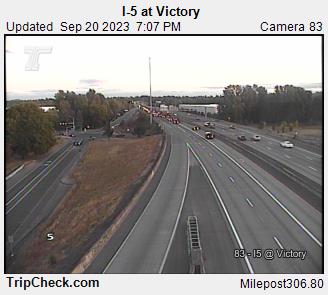 I-5 at Victory
Updated Sep 20 2023 7:07 PM Camera 83
Tr
S
83 - I5 @ Victory
TripCheck.com Milepost306.80